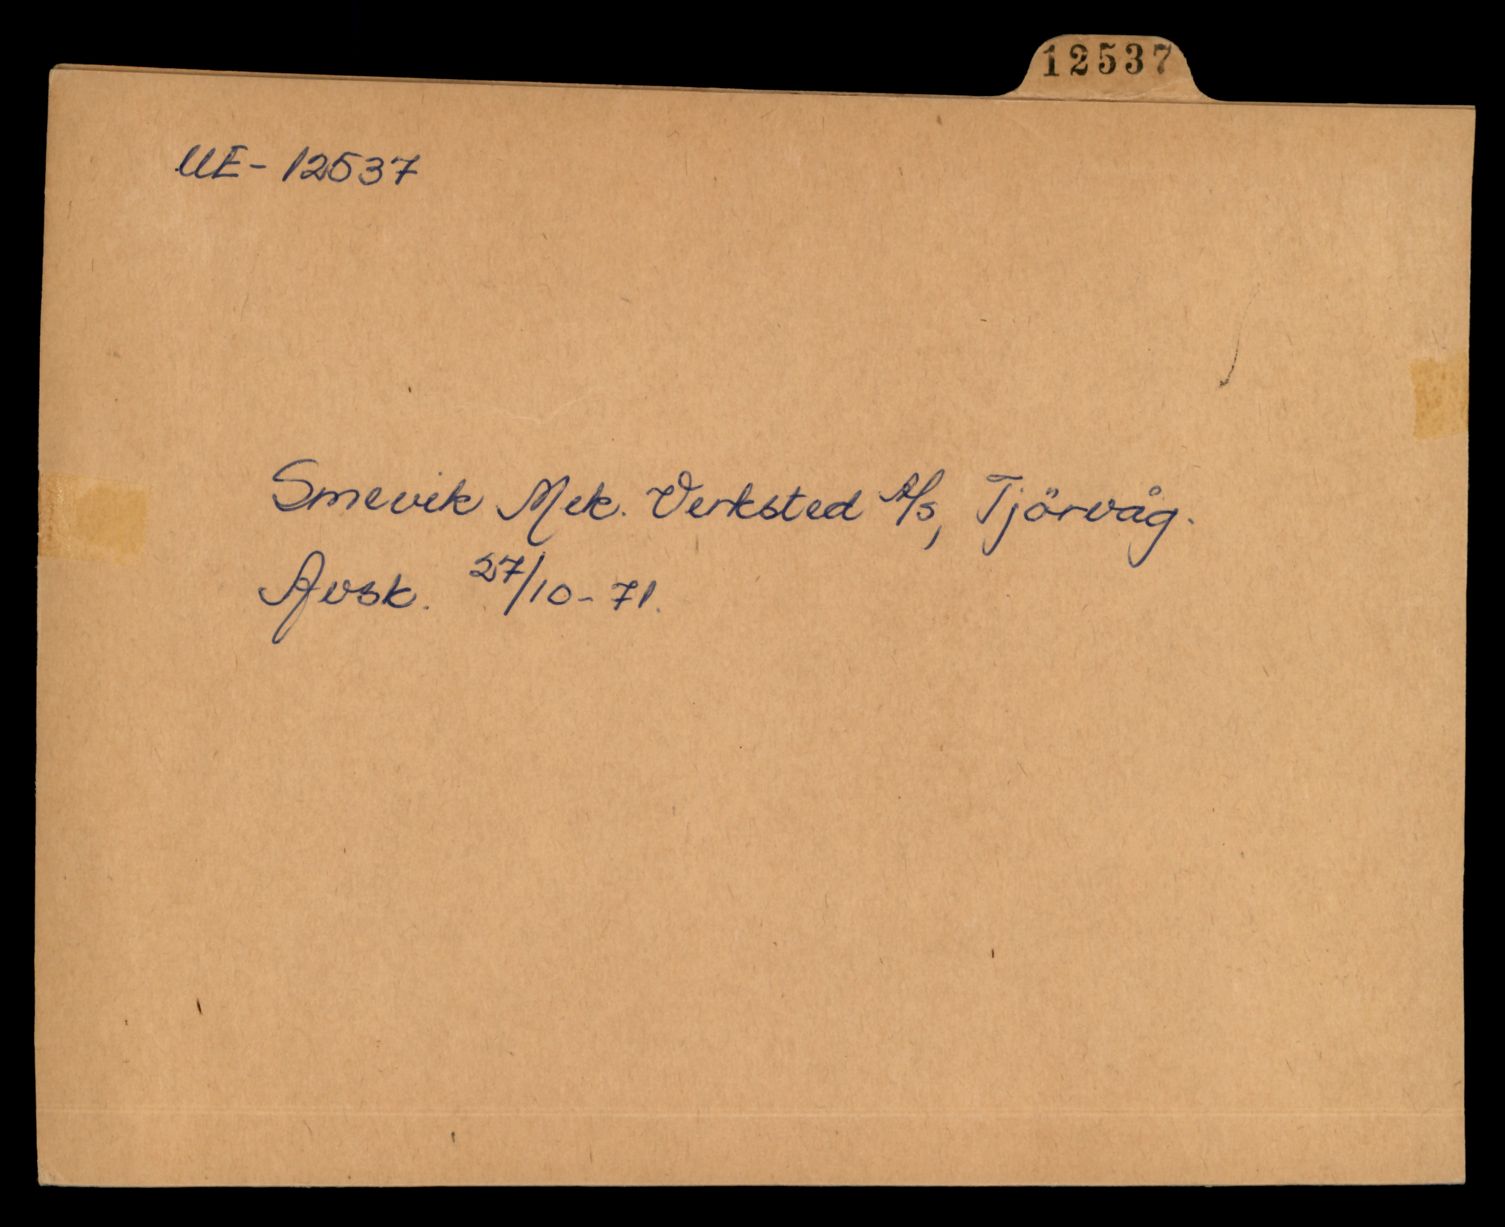 12537
UE-12537
Smevik Mek. Verksted A/s, Tjörvåg.
Avsk. 27/10-71.